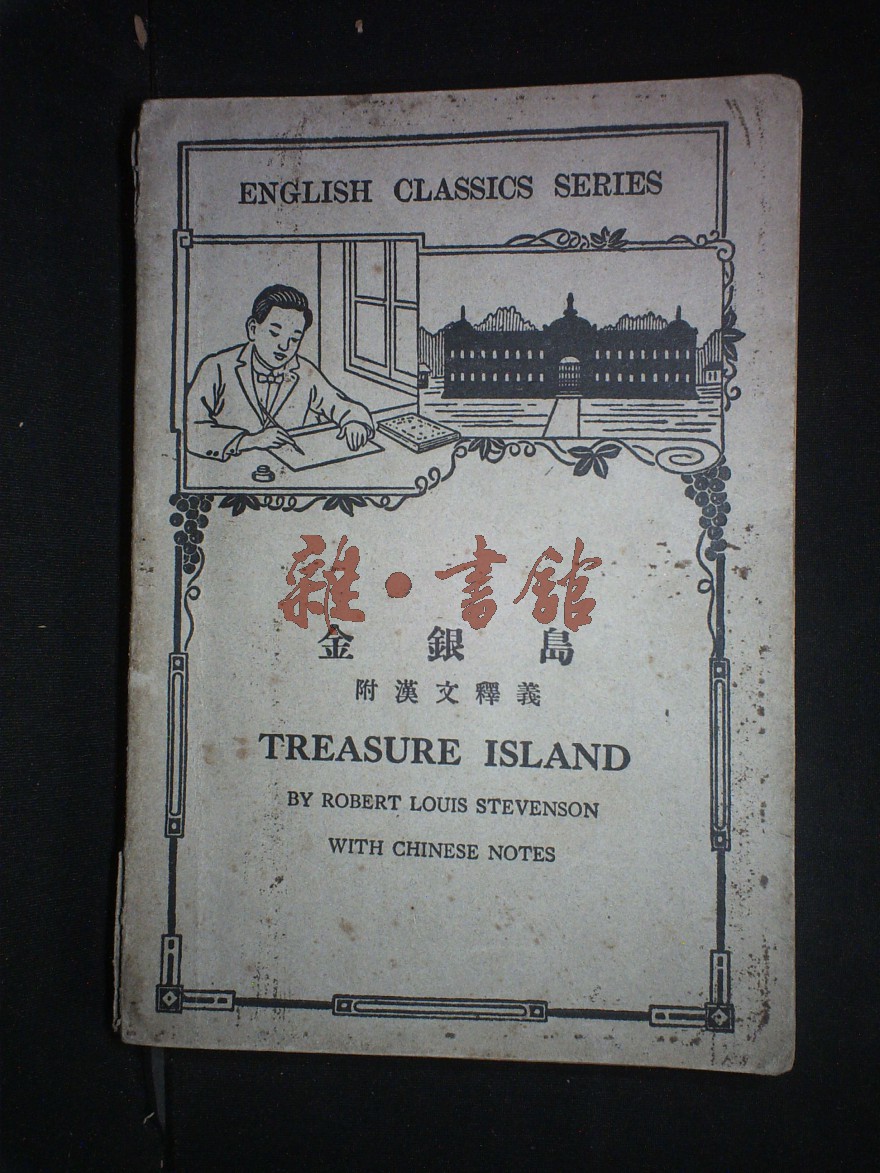 ENGLISH CLASSICS SERIES
雜·書館
金銀島
附漢文釋義
TREASURE ISLAND
BY ROBERT LOUIS STEVENSON
WITH CHINESE NOTES